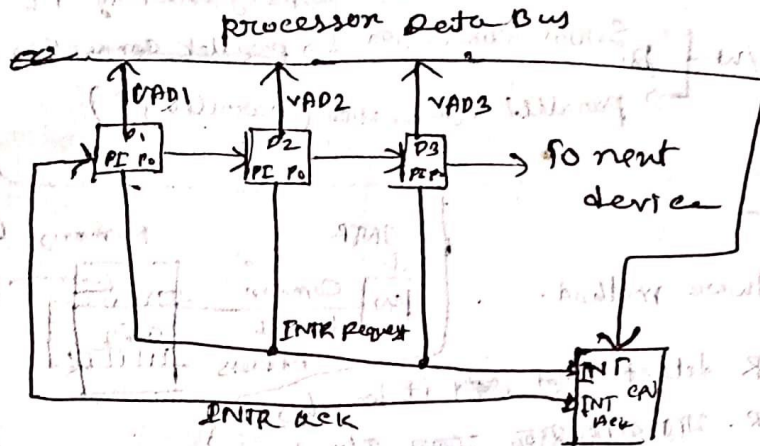 processor Data Bus
VAD1
VAD2
VAD3
D1
PI Po
D2
PI Po
D3
PI Po
To next
device
INTR Request
INT
CPU
INT
Ack
INTR ack